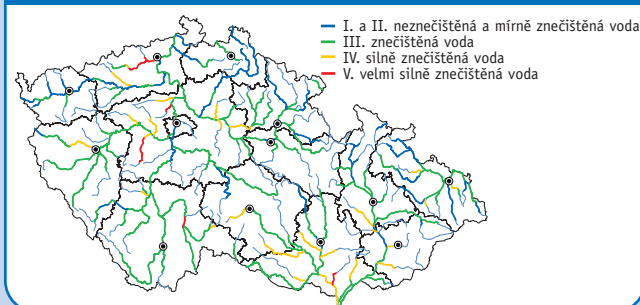 I. a II. neznečištěná a mírně znečištěná voda
III. znečištěná voda
IV. silně znečištěná voda
V. velmi silně znečištěná voda